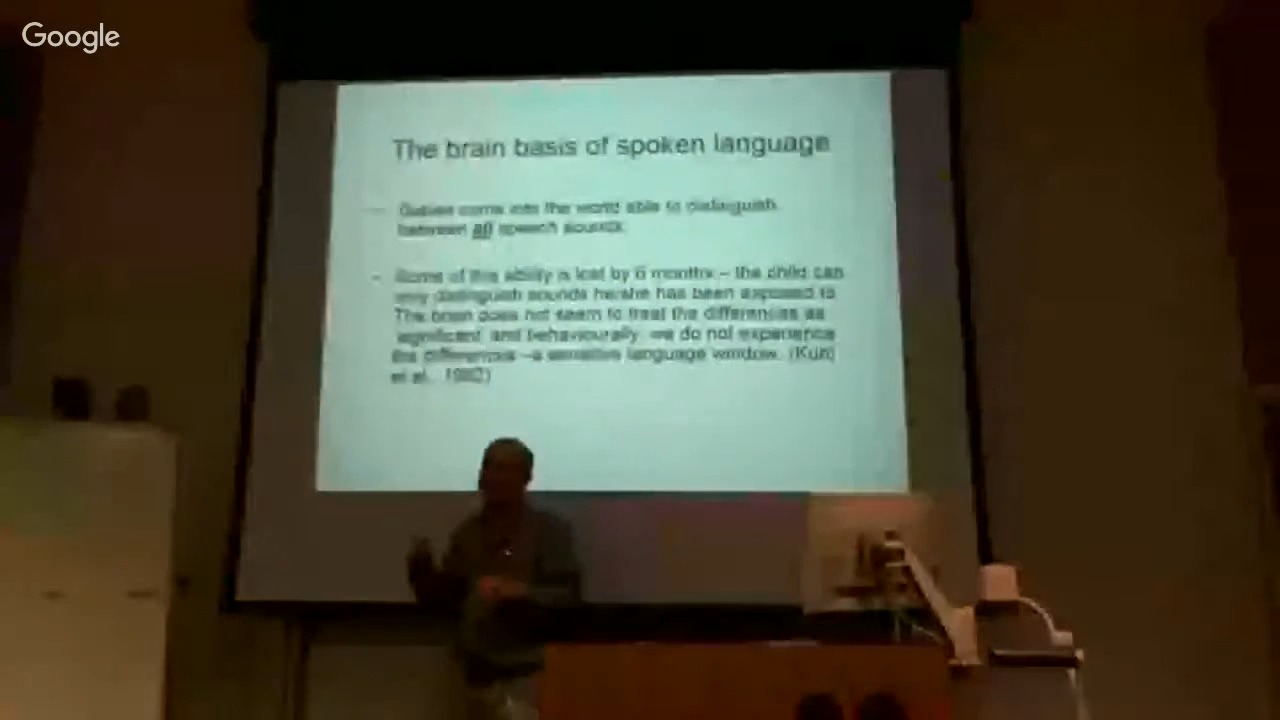 Google
The brain basis of spoken language
Babies come into the world able to distinguish
between all speech sounds.
- Some of this ability is lost by 6 months – the child can
only distinguish sounds he/she has been exposed to.
The brain does not seem to treat the differences as
significant and behaviourally, we do not experience
the differences – a sensitive language window. (Kuhl
et al., 1992)